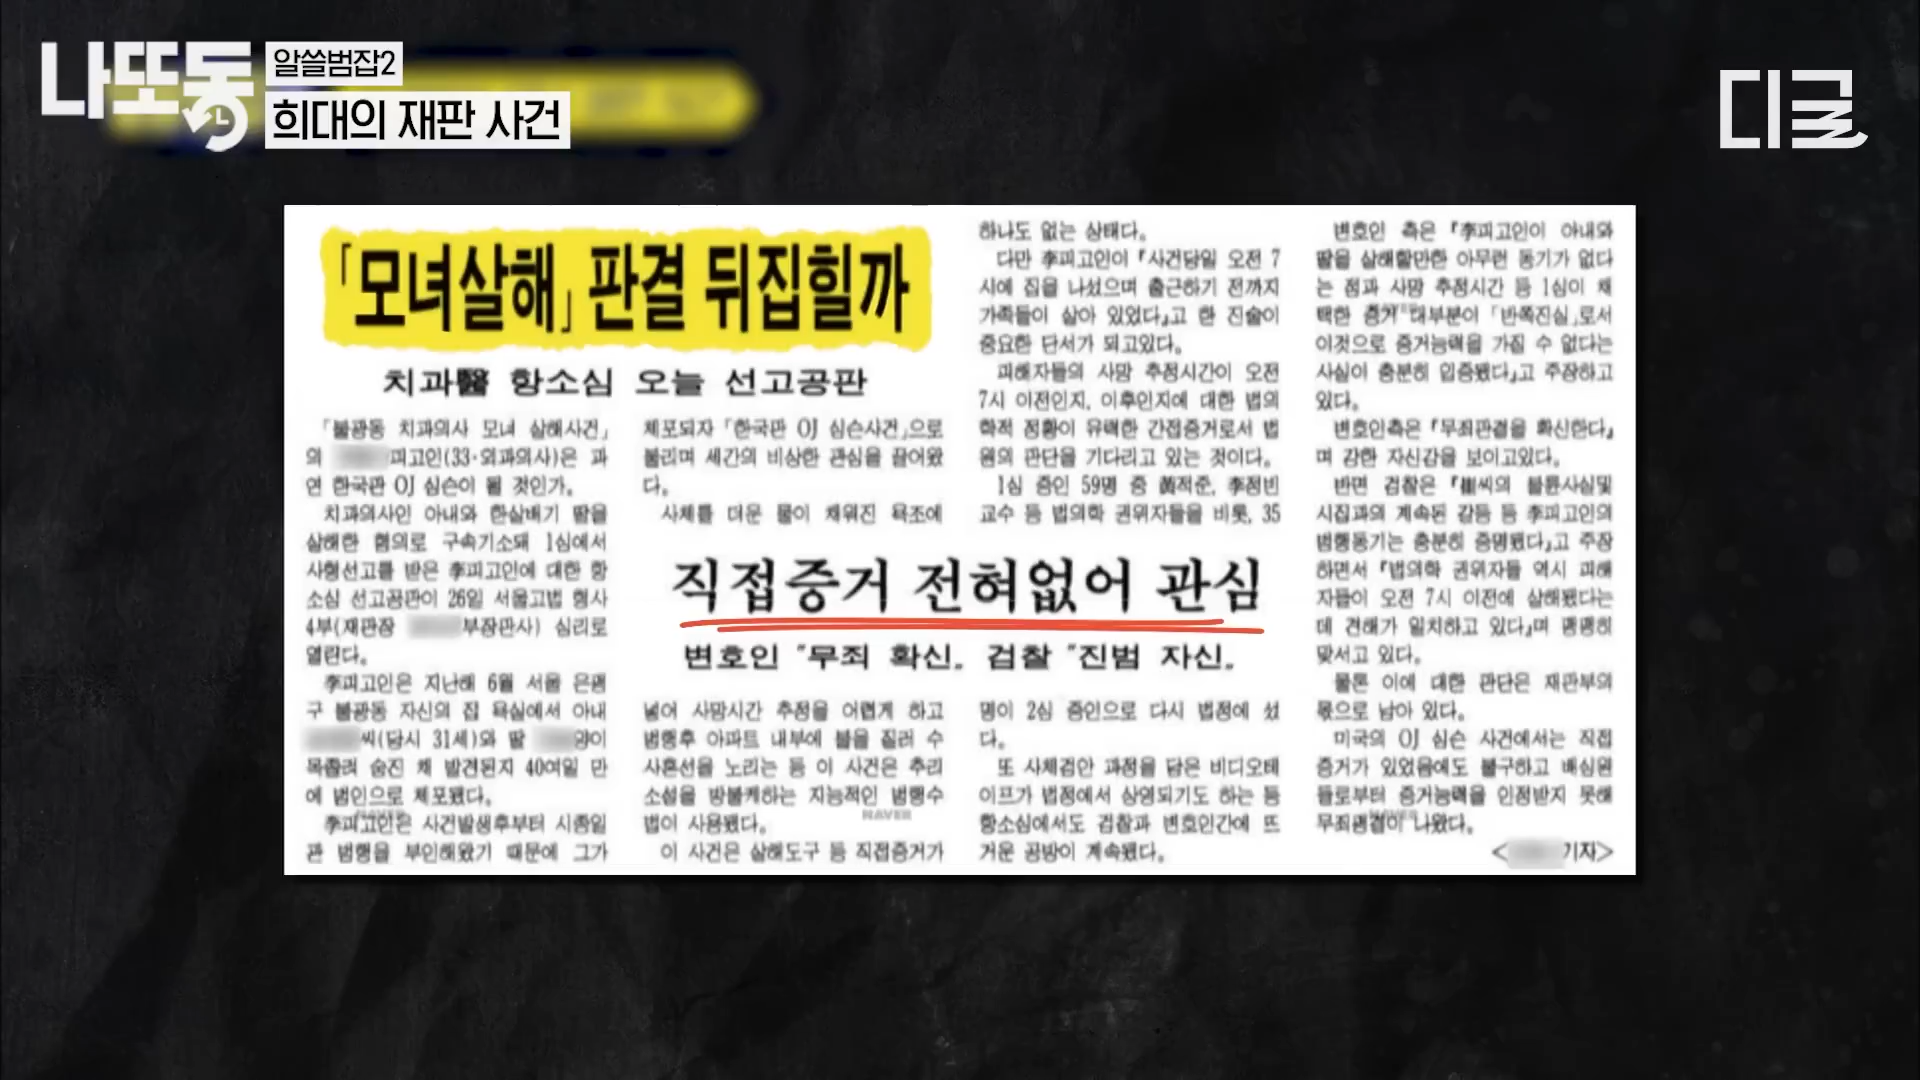 나또동
알쓸범잡2
희대의 재판 사건
디글
「모녀살해」 판결 뒤집힐까
치과醫 항소심 오늘 선고공판
「불광동 치과의사 모녀 살해사건」
의 피고인(33·외과의사)은 과
연 한국판 OJ 심슨이 될 것인가.
치과의사인 아내와 한살배기 딸을
살해한 혐의로 구속기소돼 1심에서
사형선고를 받은 李피고인에 대한 항
소심 선고공판이 26일 서울고법 형사
4부(재판장 부장판사) 심리로
열린다.
李피고인은 지난해 6월 서울 은평
구 불광동 자신의 집 욕실에서 아내
씨(당시 31세)와 딸 양이
목졸려 숨진 채 발견된지 40여일 만
에 범인으로 체포됐다.
李피고인은 사건발생후부터 시종일
관 범행을 부인해왔기 때문에 그가
체포되자 「한국판 OJ 심슨사건」으로
불리며 세간의 비상한 관심을 끌어왔
다.
사체를 더운 물이 채워진 욕조에
직접증거 전혀없어 관심
변호인 "무죄 확신" 검찰 "진범 자신"
넣어 사망시간 추정을 어렵게 하고
범행후 아파트 내부에 불을 질러 수
사혼선을 노리는 등 이 사건은 추리
소설을 방불케하는 지능적인 범행수
법이 사용됐다.
이 사건은 살해도구 등 직접증거가
하나도 없는 상태다.
다만 李피고인이 『사건당일 오전 7
시에 집을 나섰으며 출근하기 전까지
가족들이 살아 있었다』고 한 진술이
중요한 단서가 되고있다.
피해자들의 사망 추정시간이 오전
7시 이전인지, 이후인지에 대한 법의
학적 정황이 유력한 간접증거로서 법
원의 판단을 기다리고 있는 것이다.
1심 증인 59명 중 黃적준, 李정빈
교수 등 법의학 권위자들을 비롯, 35
명이 2심 증인으로 다시 법정에 섰
다.
또 사체검안 과정을 담은 비디오테
이프가 법정에서 상영되기도 하는 등
항소심에서도 검찰과 변호인간에 뜨
거운 공방이 계속됐다.
변호인 측은 『李피고인이 아내와
딸을 살해할만한 아무런 동기가 없다
는 점과 사망 추정시간 등 1심이 채
택한 증거 대부분이 「반쪽진실」로서
이것으로 증거능력을 가질 수 없다는
사실이 충분히 입증됐다』고 주장하고
있다.
변호인측은 『무죄판결을 확신한다』
며 강한 자신감을 보이고있다.
반면 검찰은 『崔씨의 불륜사실및
시집과의 계속된 갈등 등 李피고인의
범행동기는 충분히 증명됐다』고 주장
하면서 『법의학 권위자들 역시 피해
자들이 오전 7시 이전에 살해됐다는
데 견해가 일치하고 있다』며 팽팽히
맞서고 있다.
물론 이에 대한 판단은 재판부의
몫으로 남아 있다.
미국의 OJ 심슨 사건에서는 직접
증거가 있었음에도 불구하고 배심원
들로부터 증거능력을 인정받지 못해
무죄평결이 나왔다.
< 기자>
NAVER